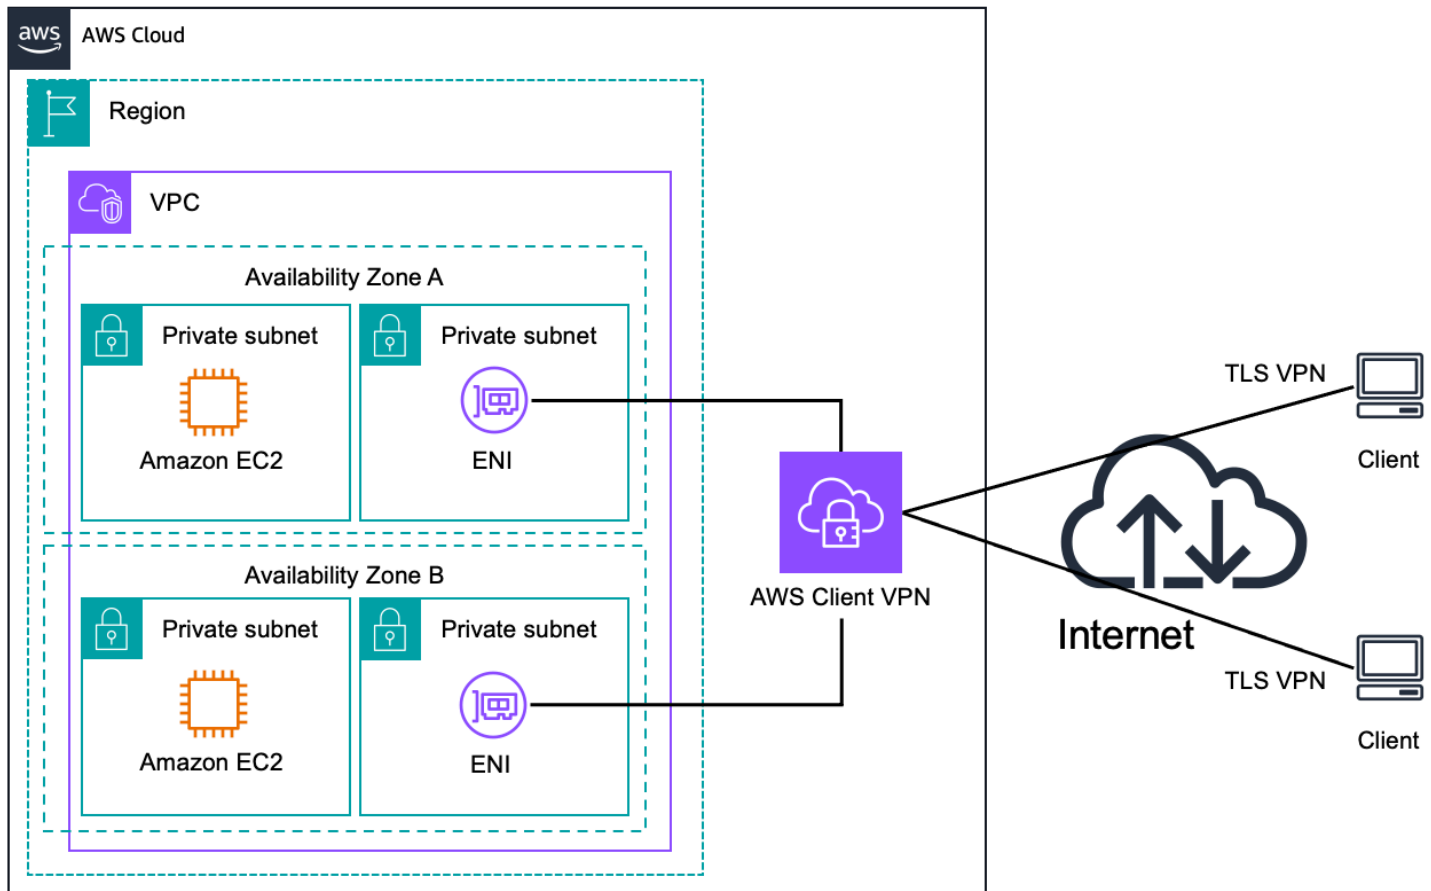 aws
AWS Cloud
Region
VPC
Availability Zone A
Private subnet
Private subnet
Amazon EC2
ENI
Availability Zone B
Private subnet
Private subnet
Amazon EC2
ENI
AWS Client VPN
TLS VPN
Client
Internet
TLS VPN
Client